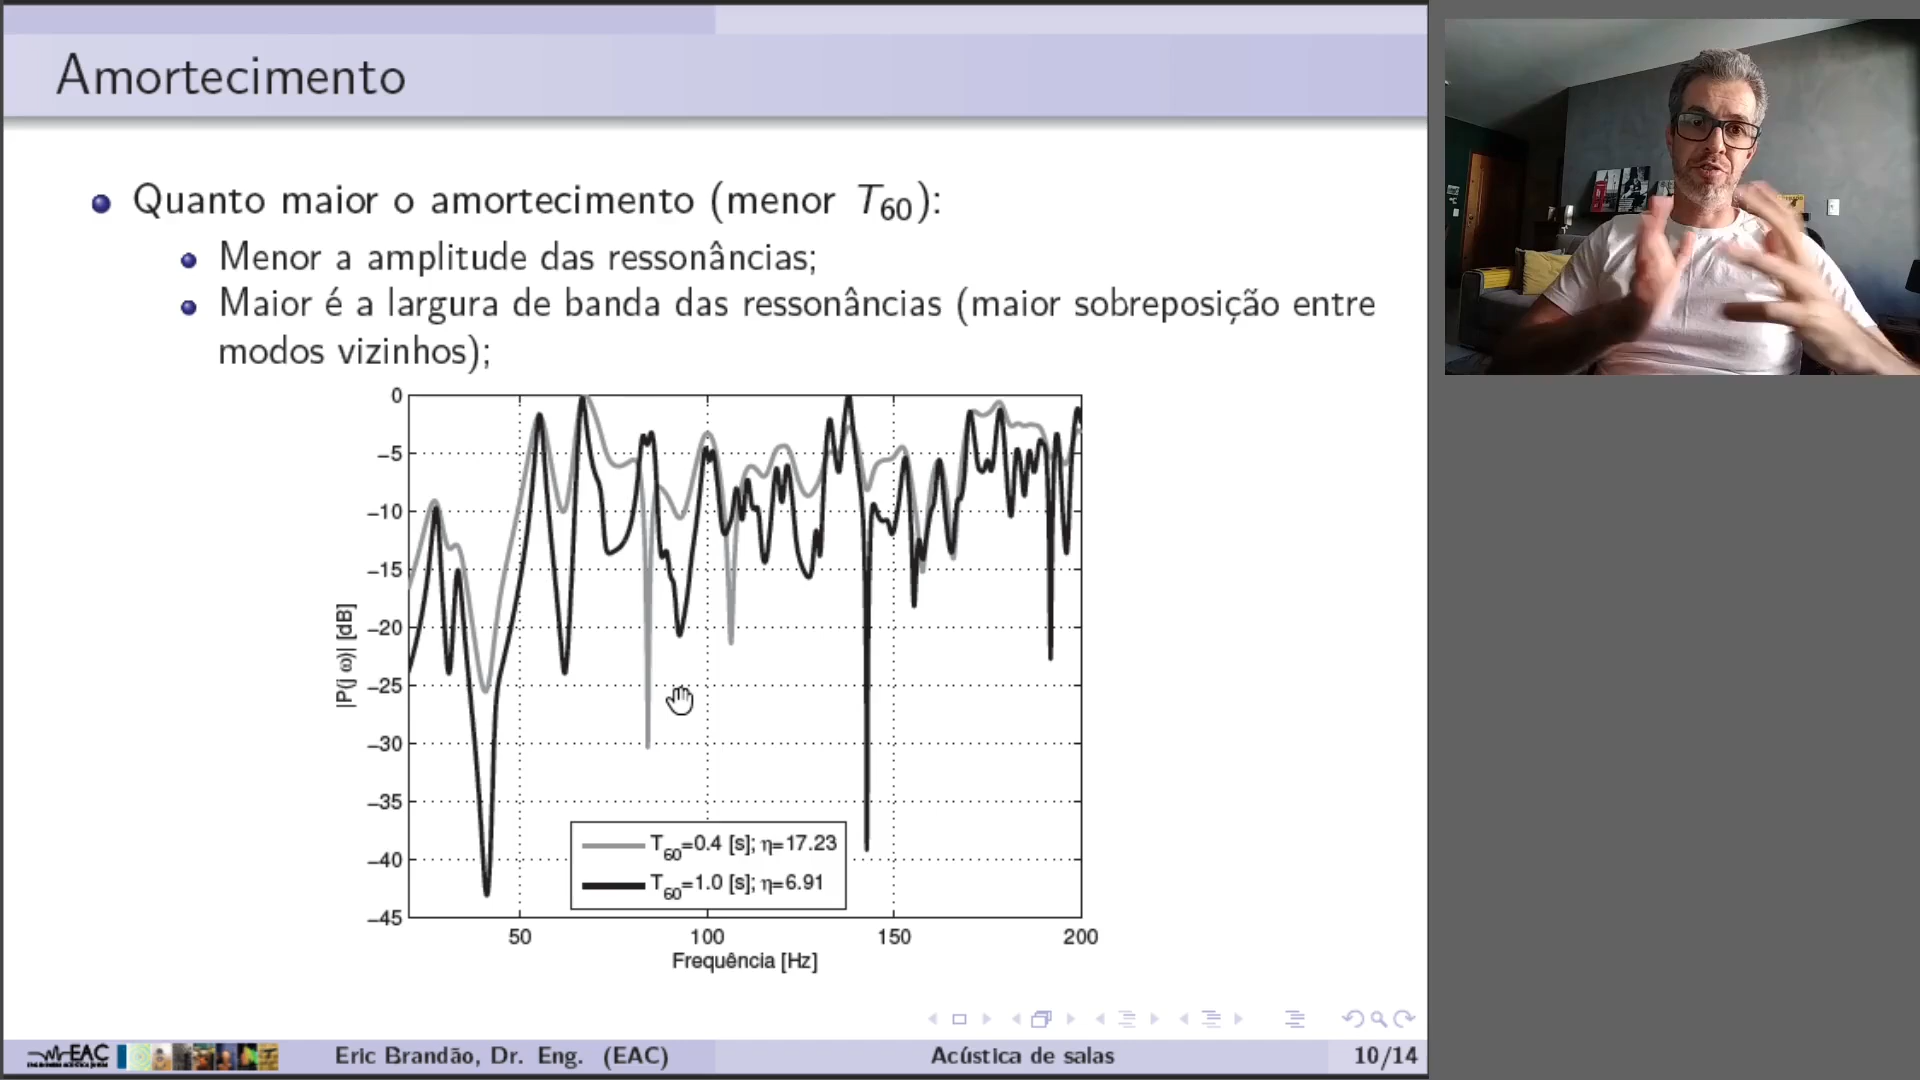 Amortecimento
Quanto maior o amortecimento (menor T60):
Menor a amplitude das ressonâncias;
Maior é a largura de banda das ressonâncias (maior sobreposição entre
modos vizinhos);
0
−5
−10
−15
−20
−25
−30
−35
−40
−45
|P(j ω)| [dB]
T60=0.4 [s]; η=17.23
T60=1.0 [s]; η=6.91
50 100 150 200
Frequência [Hz]
EAC Eric Brandão, Dr. Eng. (EAC) Acústica de salas 10/14